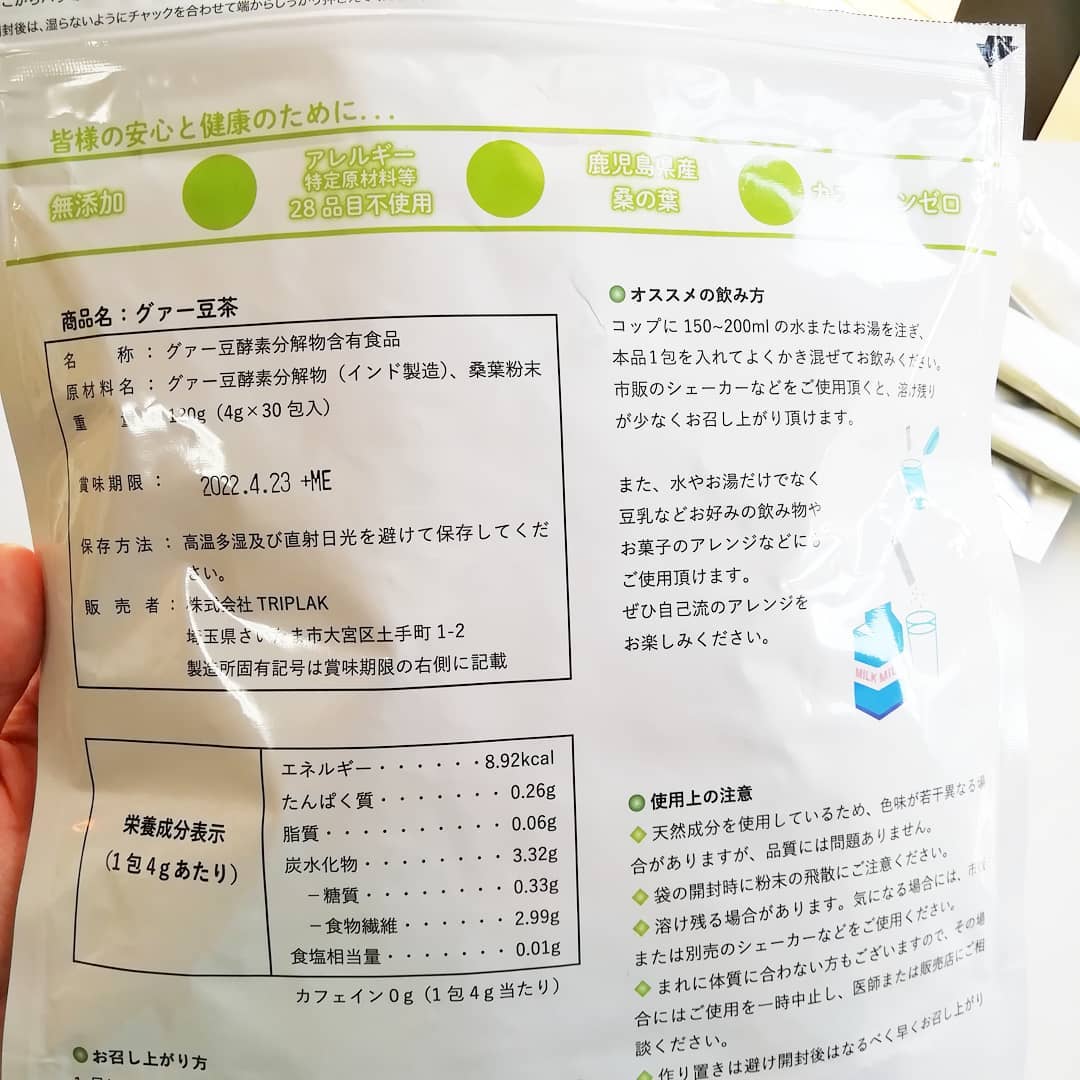 開封後は、湿らないようにチャックを合わせて端からしっかり押さえて
皆様の安心と健康のために...
無添加
アレルギー
特定原材料等
28品目不使用
鹿児島県産
桑の葉
ンゼロ
商品名：グァー豆茶
名 称 ： グァー豆酵素分解物含有食品
原材料名 ： グァー豆酵素分解物（インド製造）、桑葉粉末
重 量 ： 120g（4g×30包入）
賞味期限 ： 2022.4.23 +ME
保存方法 ： 高温多湿及び直射日光を避けて保存してくだ
さい。
販売者 ： 株式会社 TRIPLAK
埼玉県さいたま市大宮区土手町 1-2
製造所固有記号は賞味期限の右側に記載
栄養成分表示
（1包4gあたり）
エネルギー・・・・・・8.92kcal
たんぱく質・・・・・・・0.26g
脂質・・・・・・・・・・0.06g
炭水化物・・・・・・・・3.32g
－糖質・・・・・・・・0.33g
－食物繊維・・・・・・2.99g
食塩相当量・・・・・・・0.01g
カフェイン0g（1包4g当たり）
お召し上がり方
オススメの飲み方
コップに150~200mlの水またはお湯を注ぎ、
本品1包を入れてよくかき混ぜてお飲みください。
市販のシェーカーなどをご使用頂くと、溶け残り
が少なくお召し上がり頂けます。
また、水やお湯だけでなく
豆乳などお好みの飲み物や
お菓子のアレンジなどにも
ご使用頂けます。
ぜひ自己流のアレンジを
お楽しみください。
MILK MIL
使用上の注意
天然成分を使用しているため、色味が若干異なる場
合がありますが、品質には問題ありません。
袋の開封時に粉末の飛散にご注意ください。
溶け残る場合があります。気になる場合には、市
または別売のシェーカーなどをご使用ください。
まれに体質に合わない方もございますので、その場
合にはご使用を一時中止し、医師または販売店にご相
談ください。
作り置きは避け開封後はなるべく早くお召し上がり